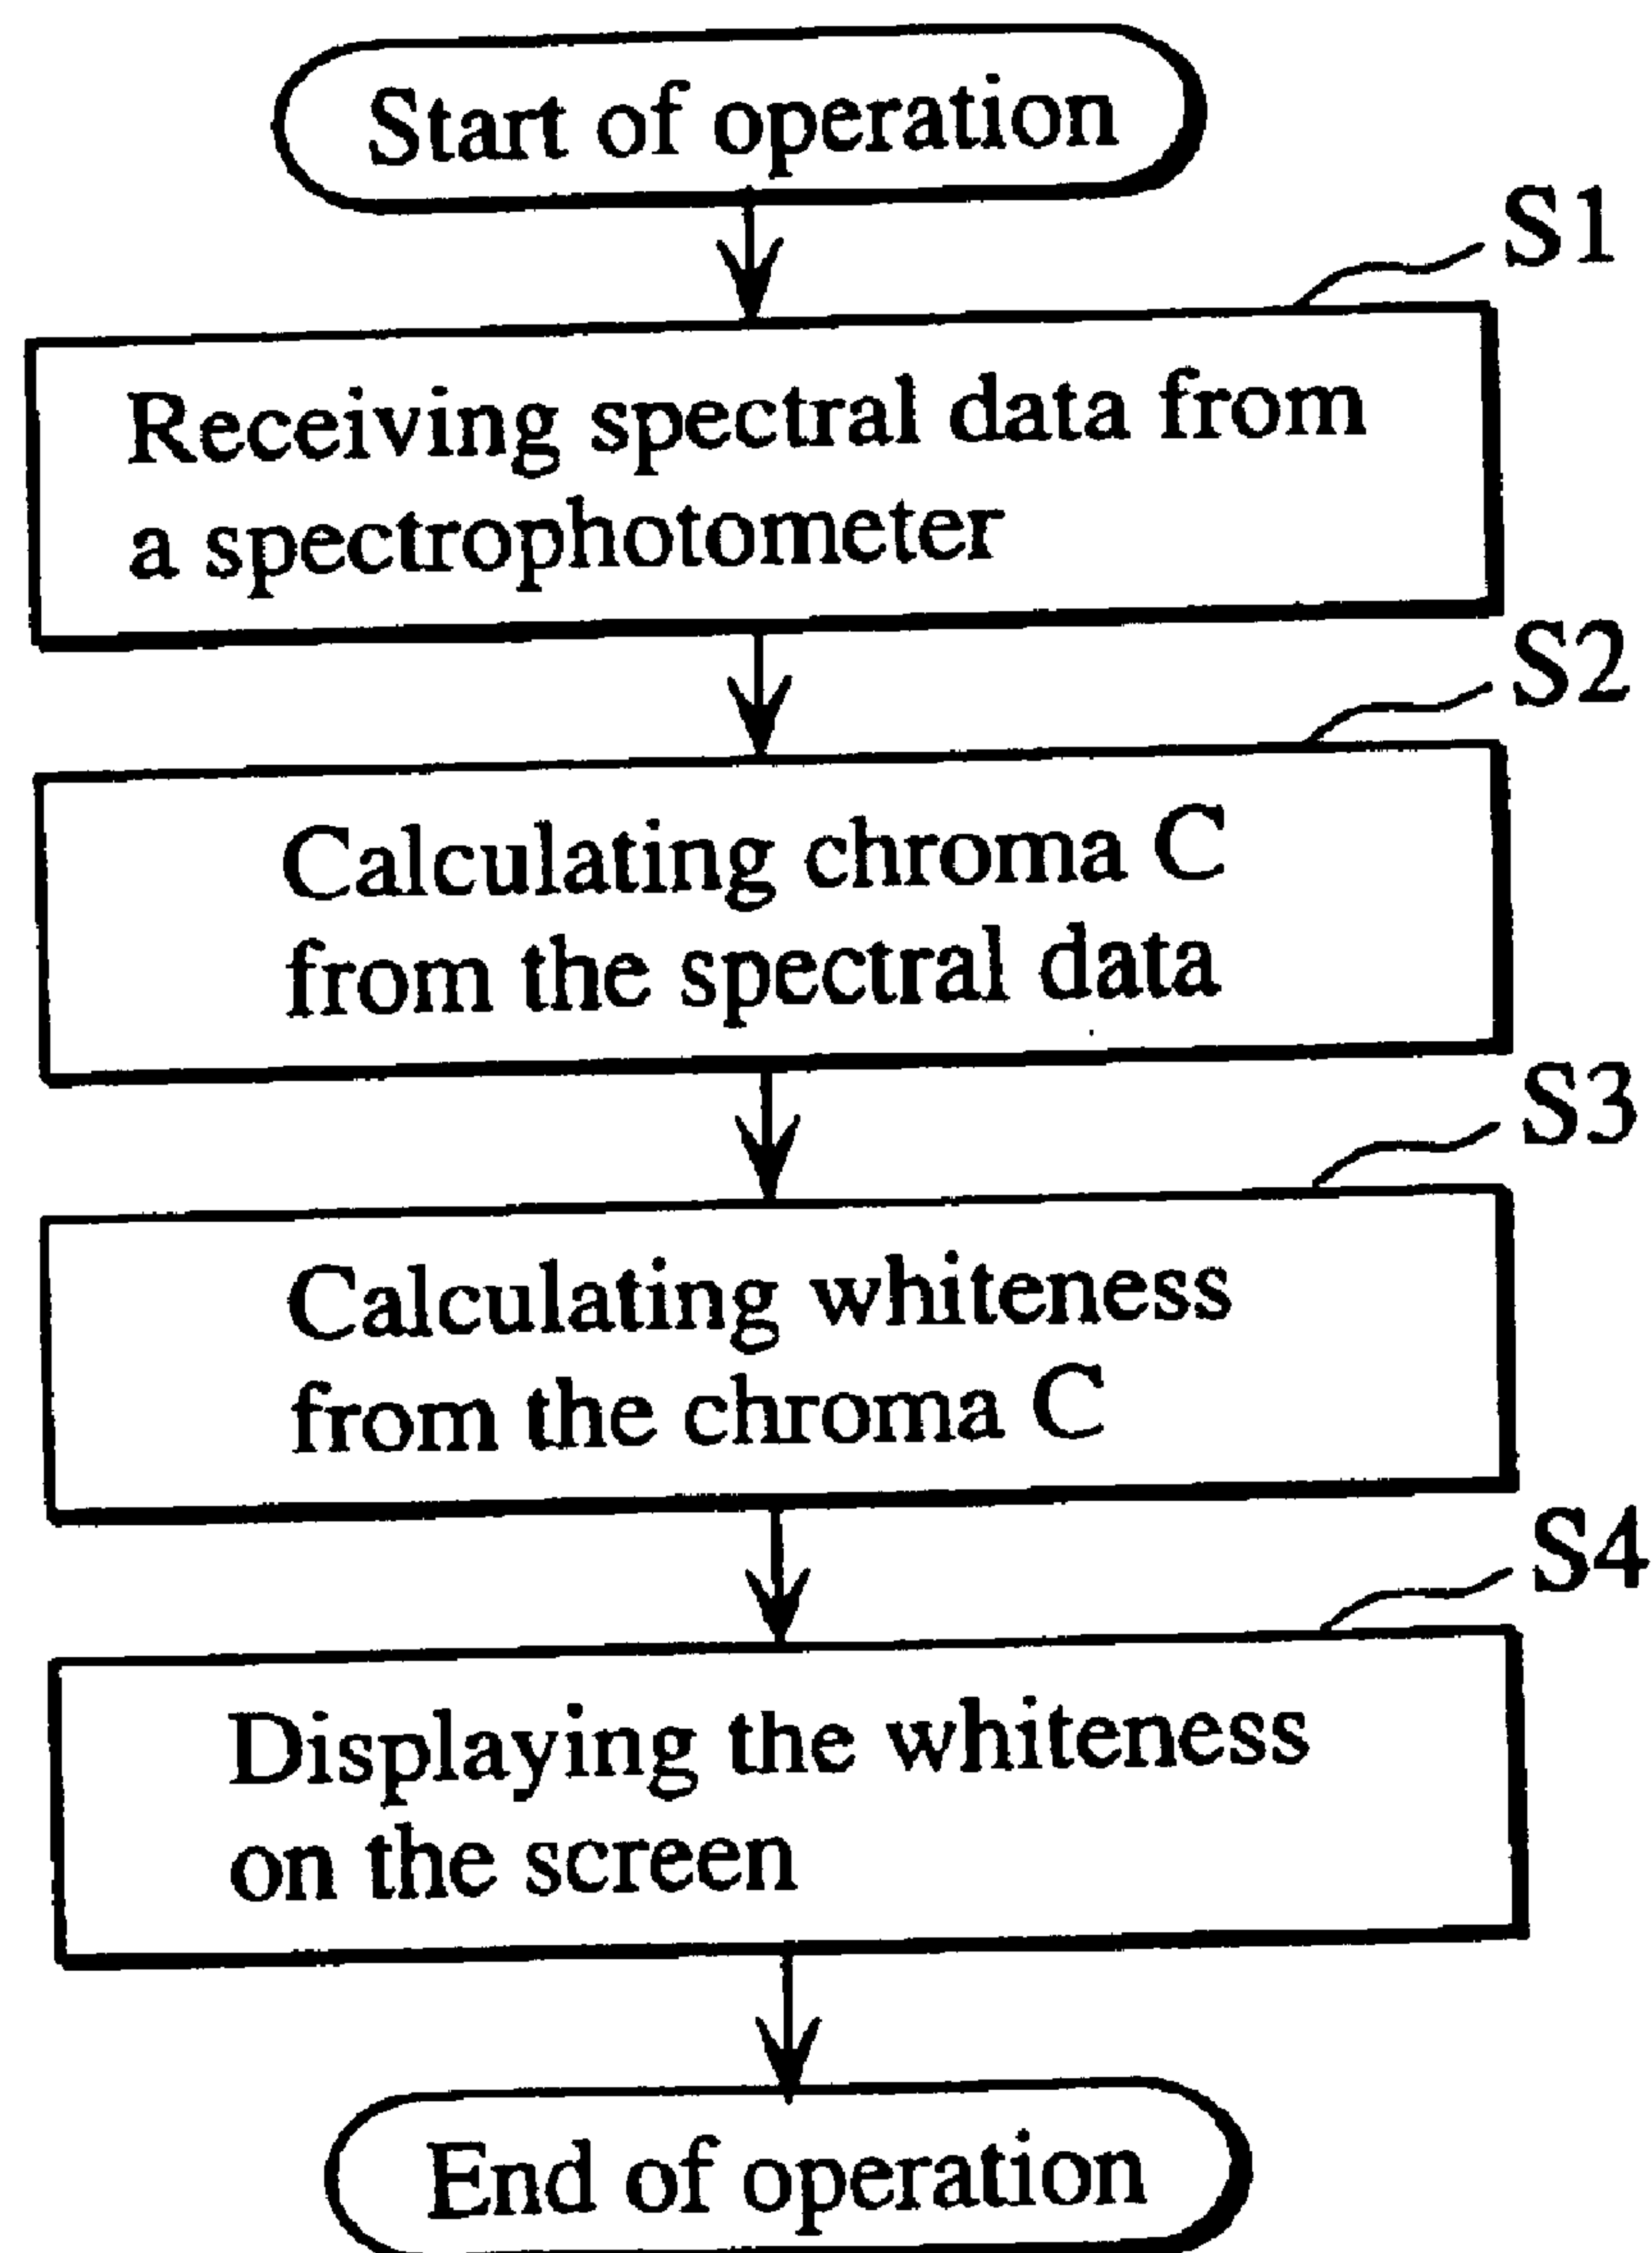 Start of operation
S1
Receiving spectral data from
a spectrophotometer
S2
Calculating chroma C
from the spectral data
S3
Calculating whiteness
from the chroma C
S4
Displaying the whiteness
on the screen
End of operation